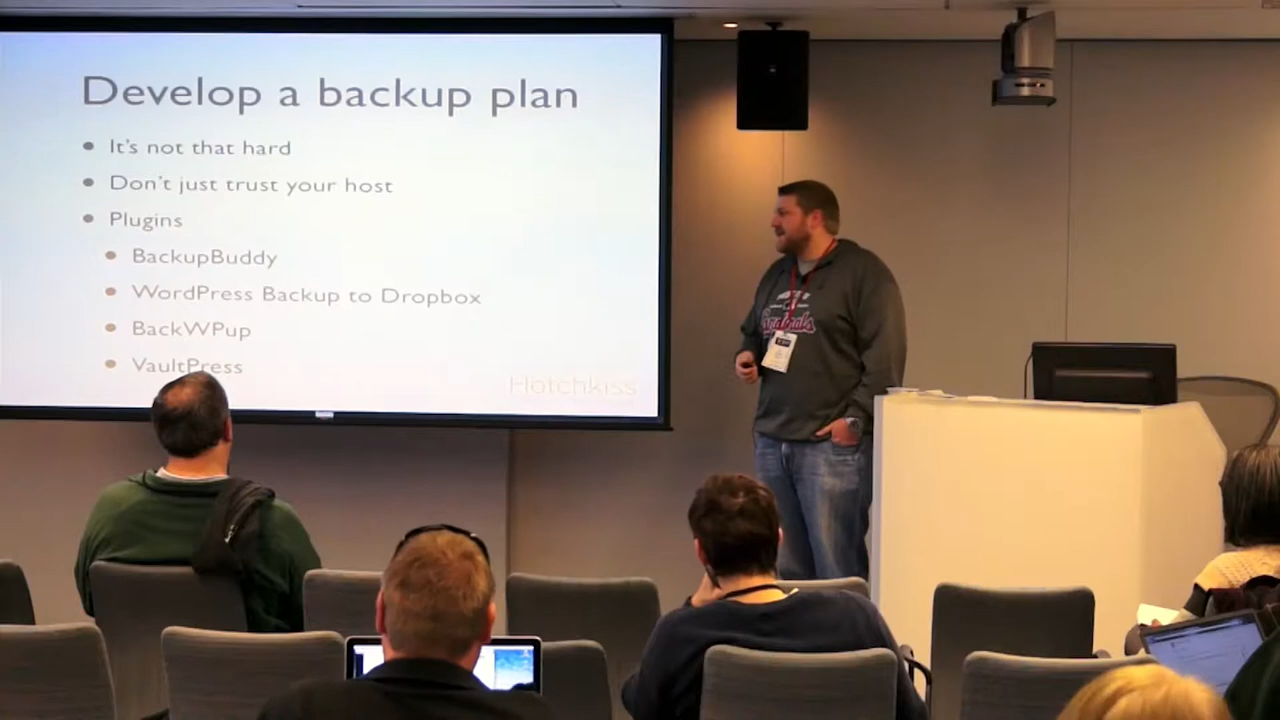 Develop a backup plan
It's not that hard
Don't just trust your host
Plugins
BackupBuddy
WordPress Backup to Dropbox
BackWPup
VaultPress
Hotchkiss
Cardinals